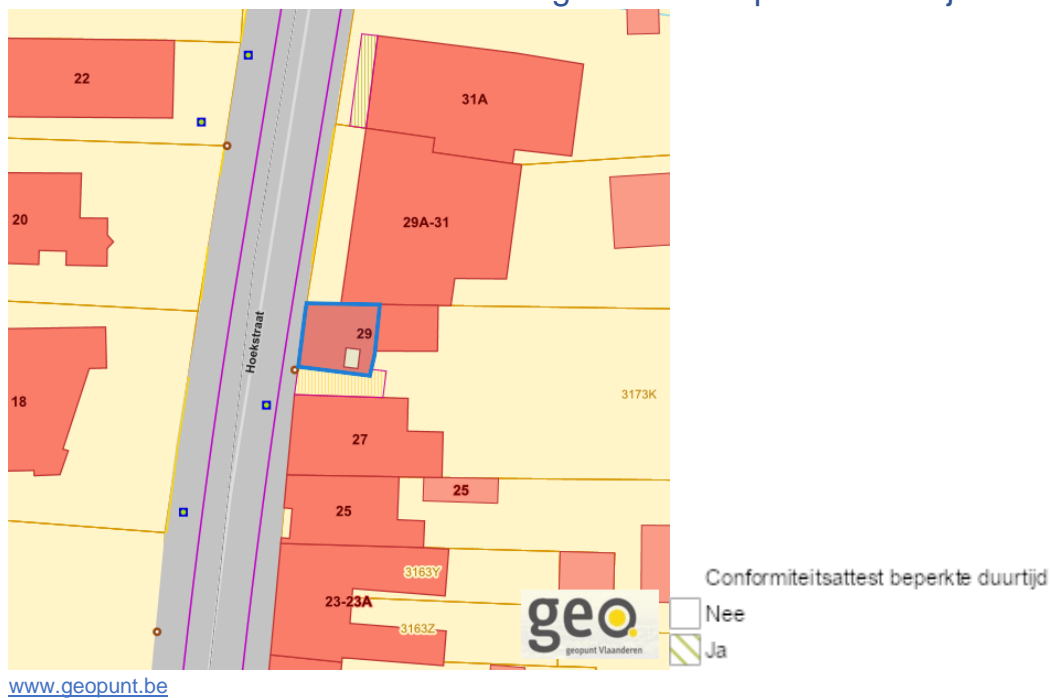 22
31A
20
29A-31
29
Hoekstraat
3173K
18
27
25
25
3163Y
23-23A
3163Z
geo.
geopunt Vlaanderen
Conformiteitsattest beperkte duurtijd
Nee
Ja
www.geopunt.be